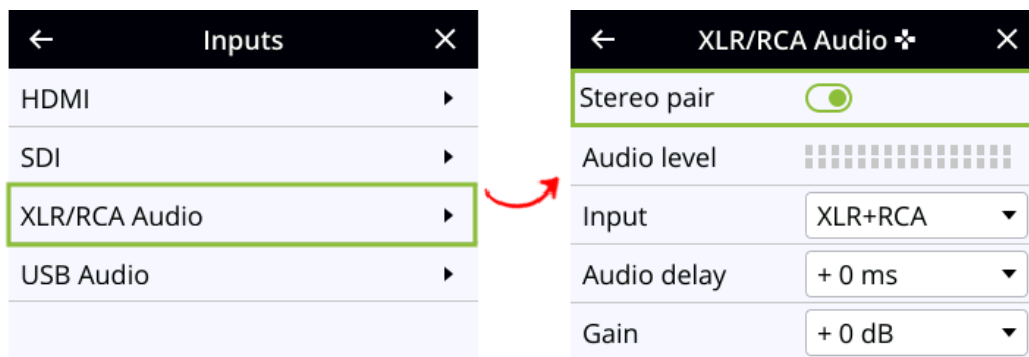 Inputs
HDMI
SDI
XLR/RCA Audio
USB Audio
XLR/RCA Audio
Stereo pair
Audio level
Input XLR+RCA
Audio delay + 0 ms
Gain + 0 dB